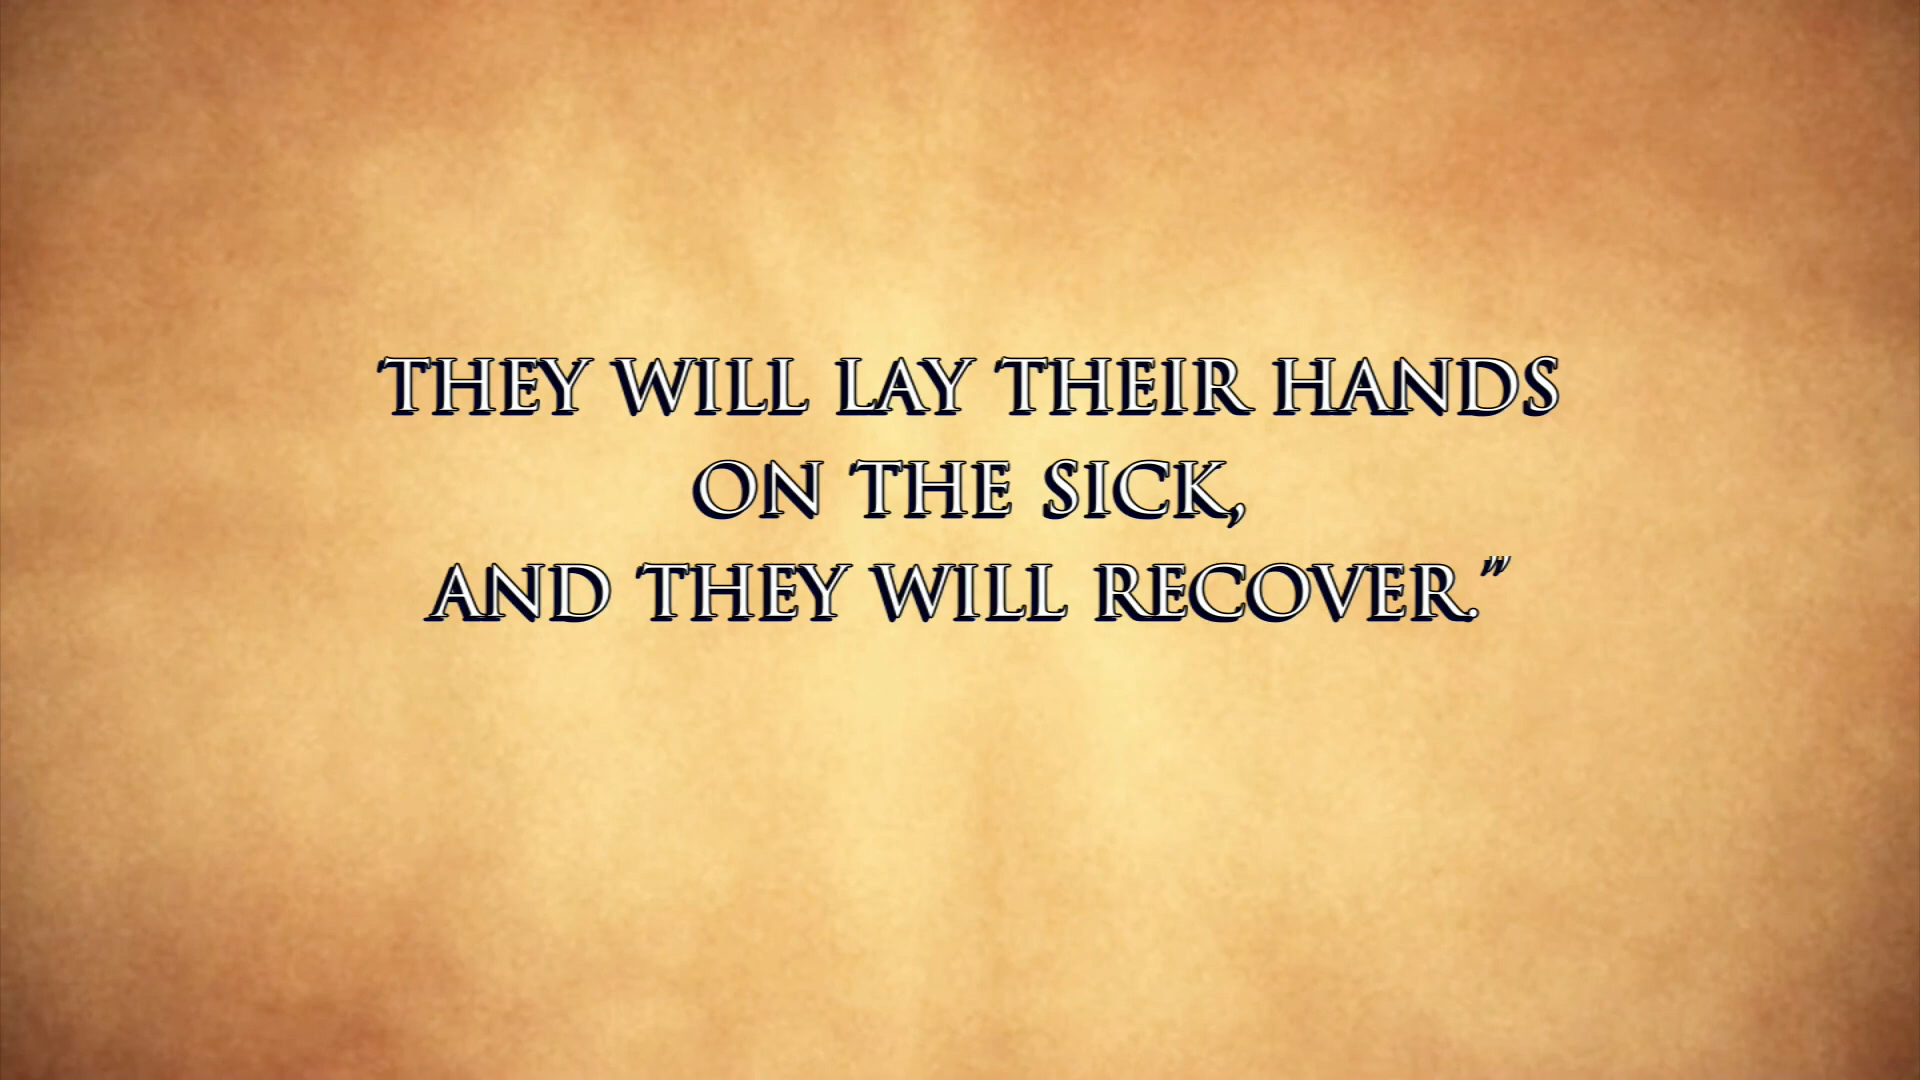 THEY WILL LAY THEIR HANDS
ON THE SICK,
AND THEY WILL RECOVER.”